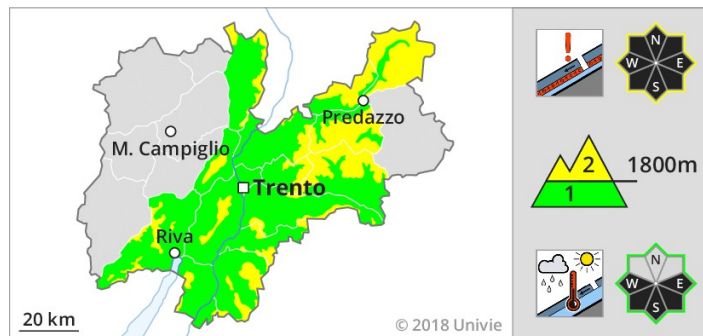 Predazzo
M. Campiglio
Trento
Riva
20 km
© 2018 Univie
N
W E
S
2 1800m
1
N
W E
S